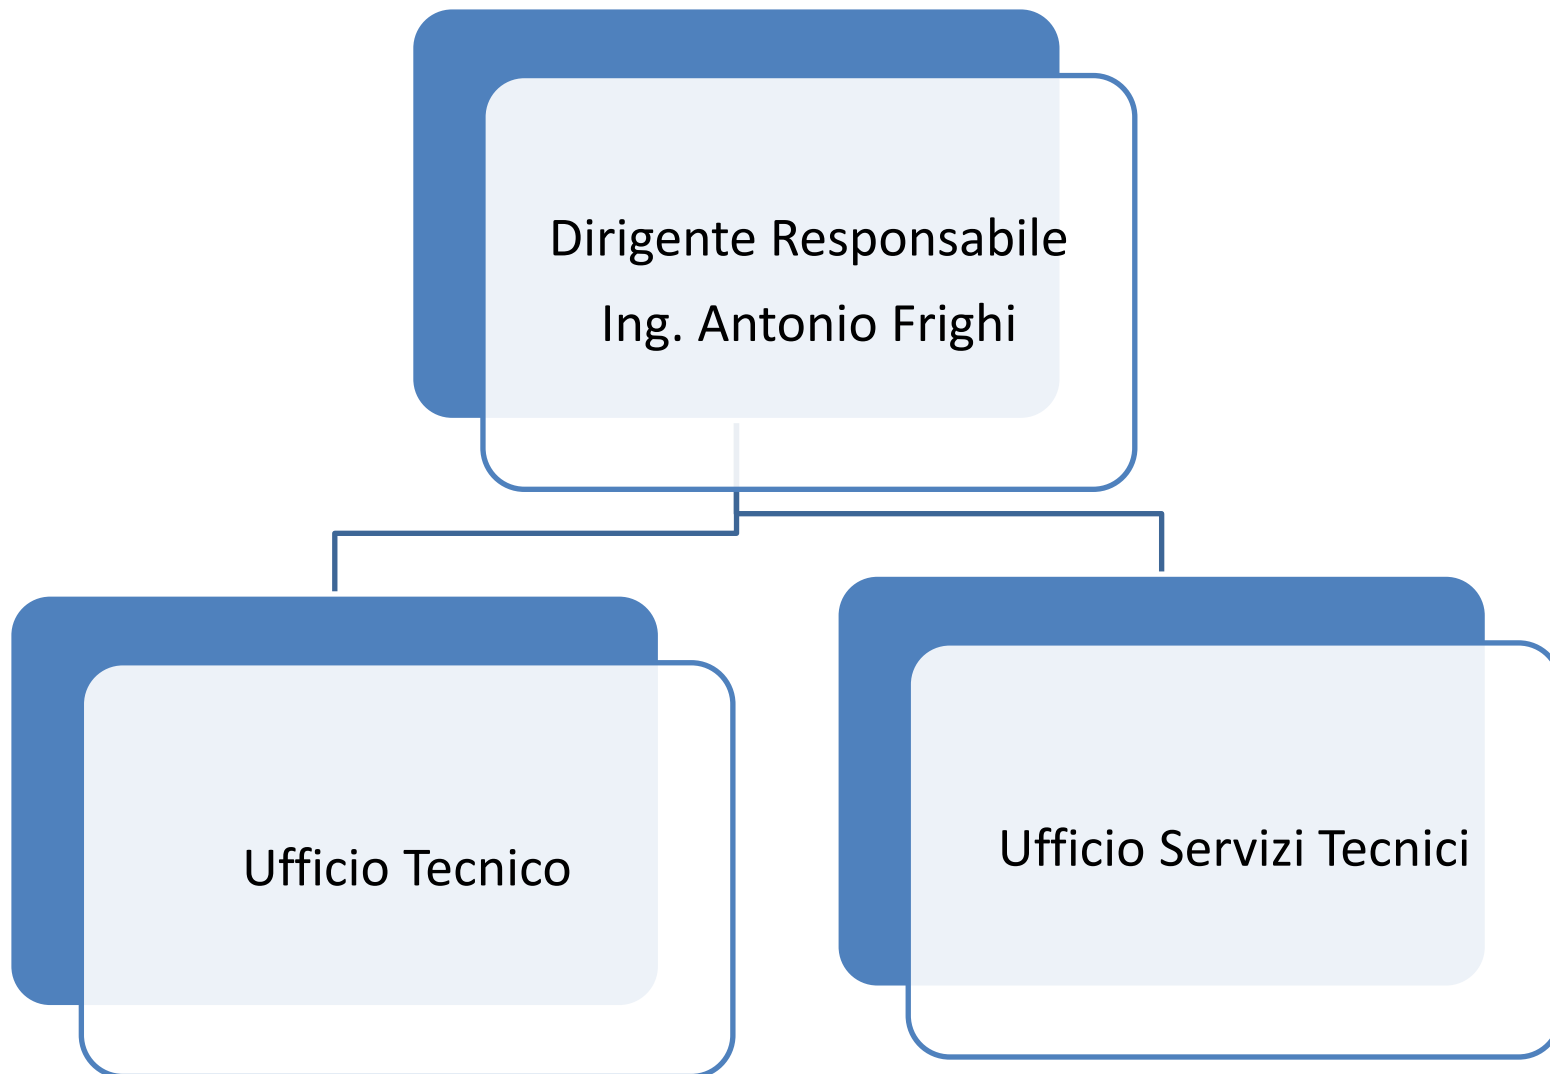 Dirigente Responsabile
Ing. Antonio Frighi
Ufficio Tecnico
Ufficio Servizi Tecnici